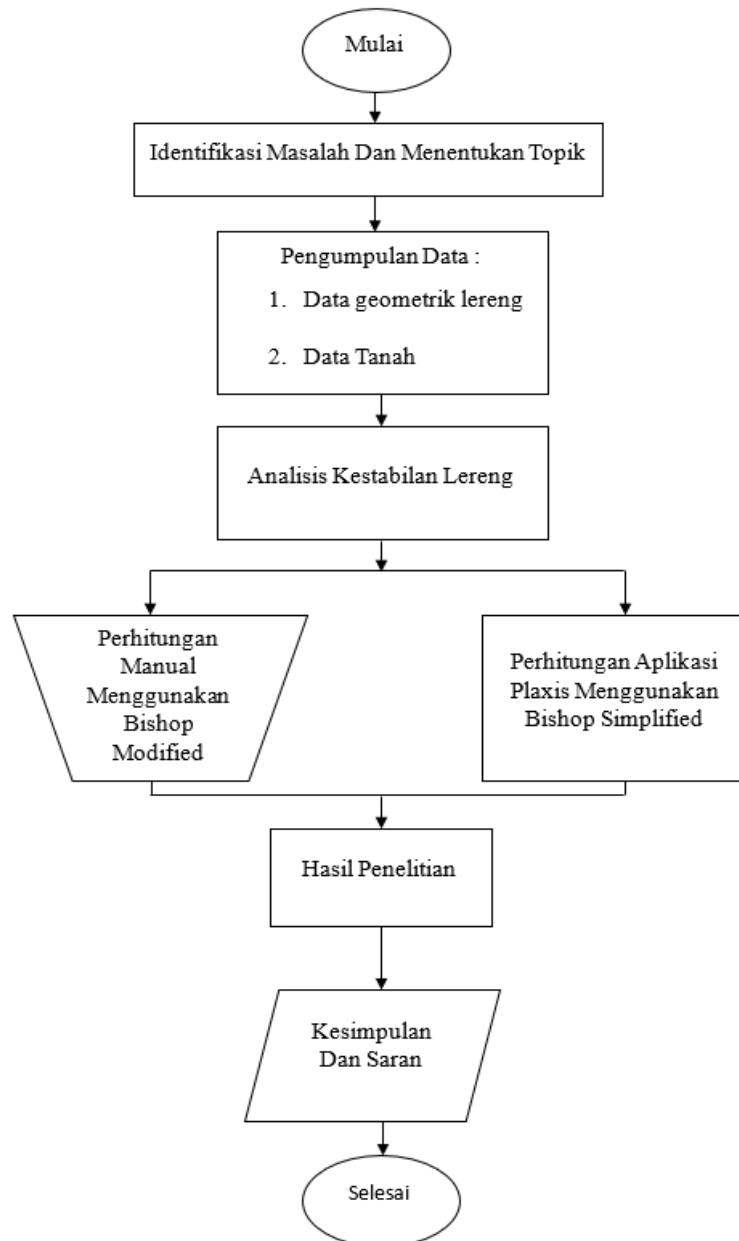 Mulai
Identifikasi Masalah Dan Menentukan Topik
Pengumpulan Data :
1. Data geometrik lereng
2. Data Tanah
Analisis Kestabilan Lereng
Perhitungan
Manual
Menggunakan
Bishop
Modified
Perhitungan Aplikasi
Plaxis Menggunakan
Bishop Simplified
Hasil Penelitian
Kesimpulan
Dan Saran
Selesai